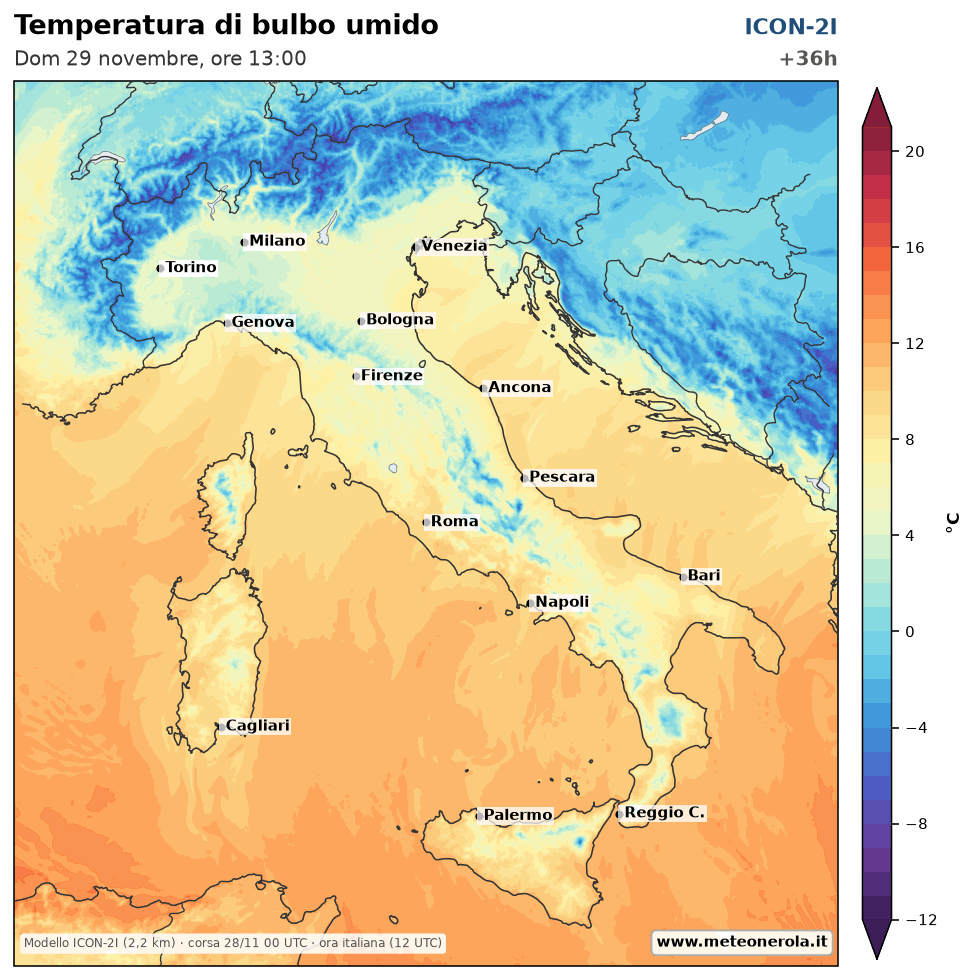 Temperatura di bulbo umido
ICON-2I
Dom 29 novembre, ore 13:00
+36h
Milano
Venezia
Torino
Genova
Bologna
Firenze
Ancona
Pescara
Roma
Bari
Napoli
Cagliari
Palermo
Reggio C.
20
16
12
8
4
0
−4
−8
−12
°C
Modello ICON-2I (2,2 km) · corsa 28/11 00 UTC · ora italiana (12 UTC)
www.meteonerola.it